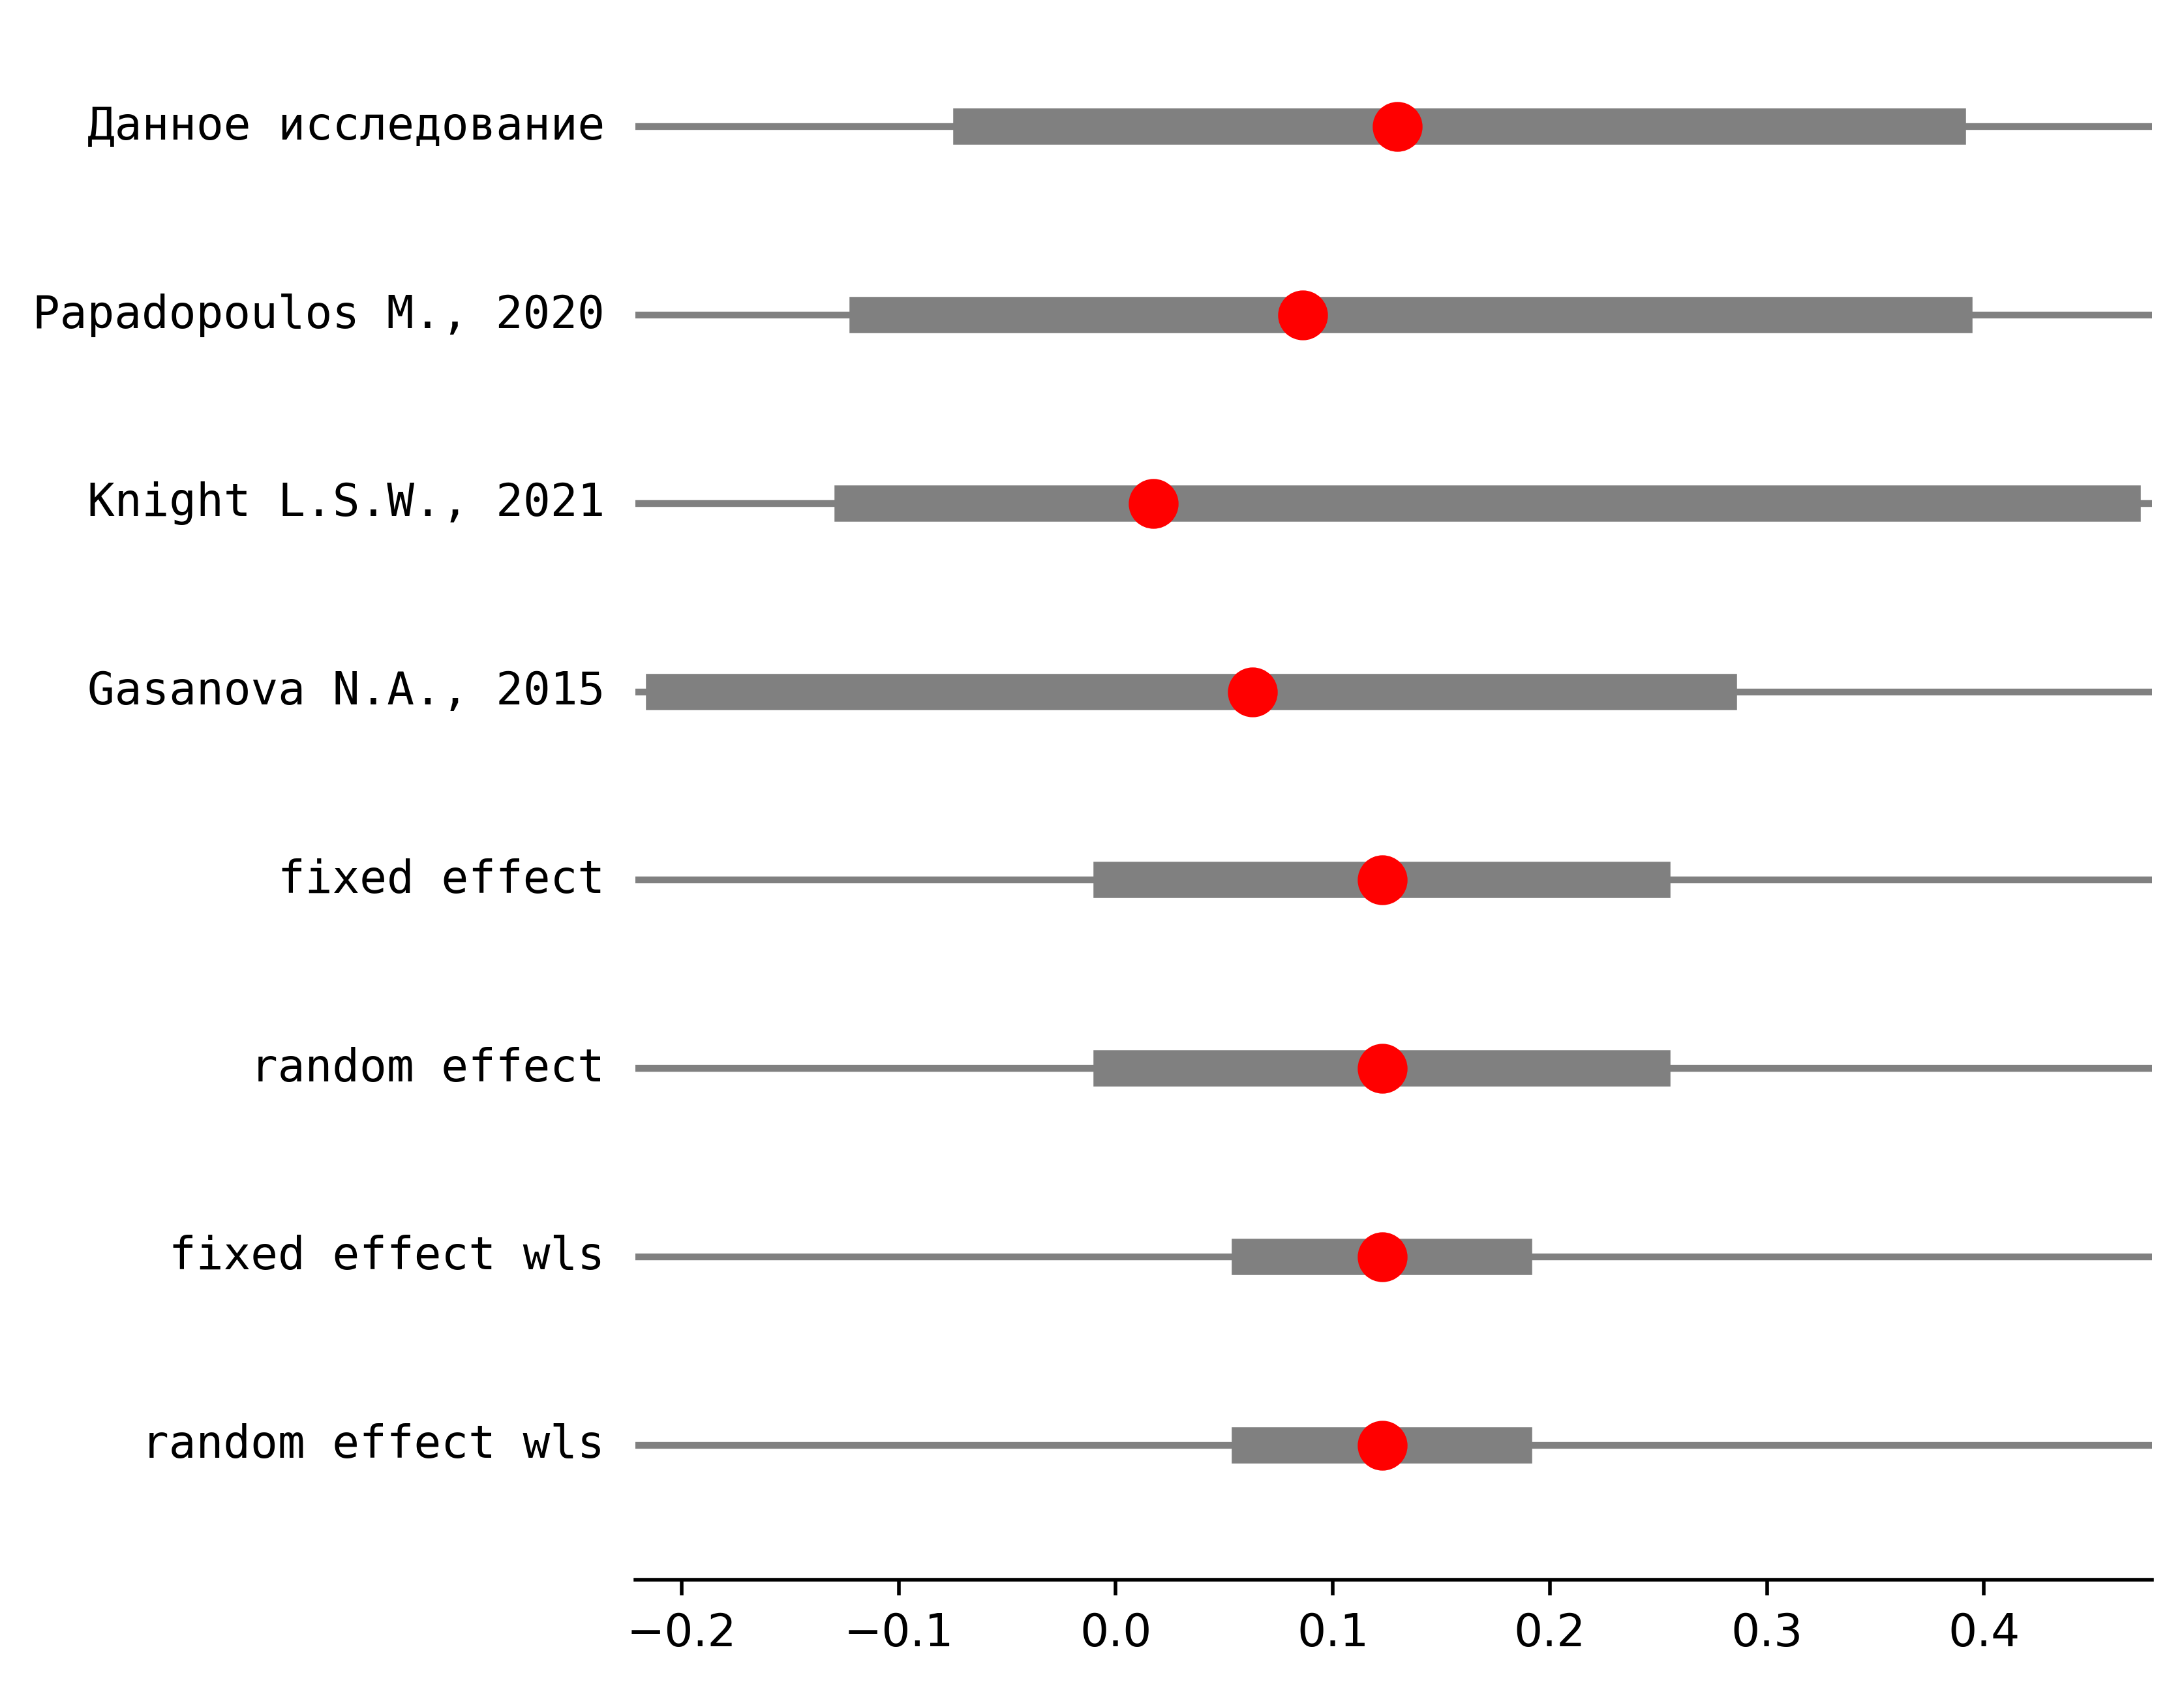 Данное исследование
Papadopoulos M., 2020
Knight L.S.W., 2021
Gasanova N.A., 2015
fixed effect
random effect
fixed effect wls
random effect wls
−0.2 −0.1 0.0 0.1 0.2 0.3 0.4